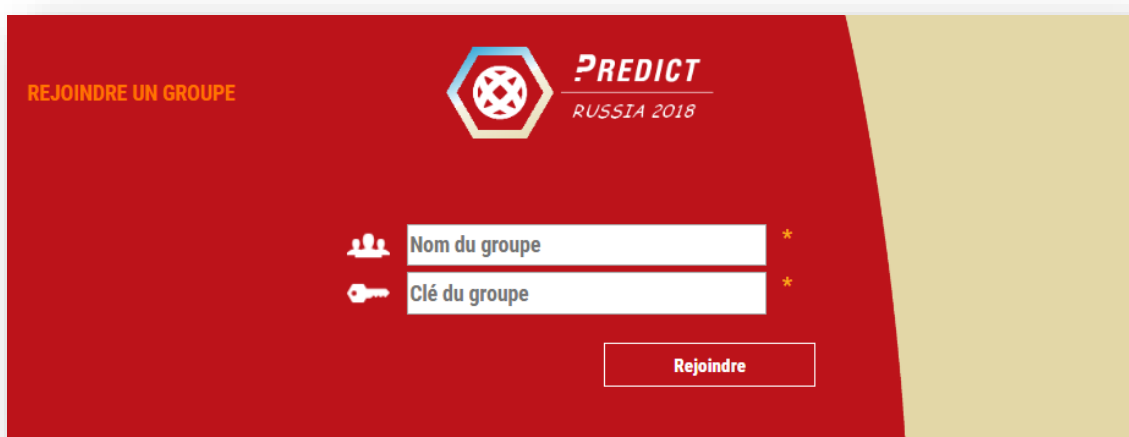 REJOINDRE UN GROUPE
PREDICT
RUSSIA 2018
Nom du groupe *
Clé du groupe *
Rejoindre